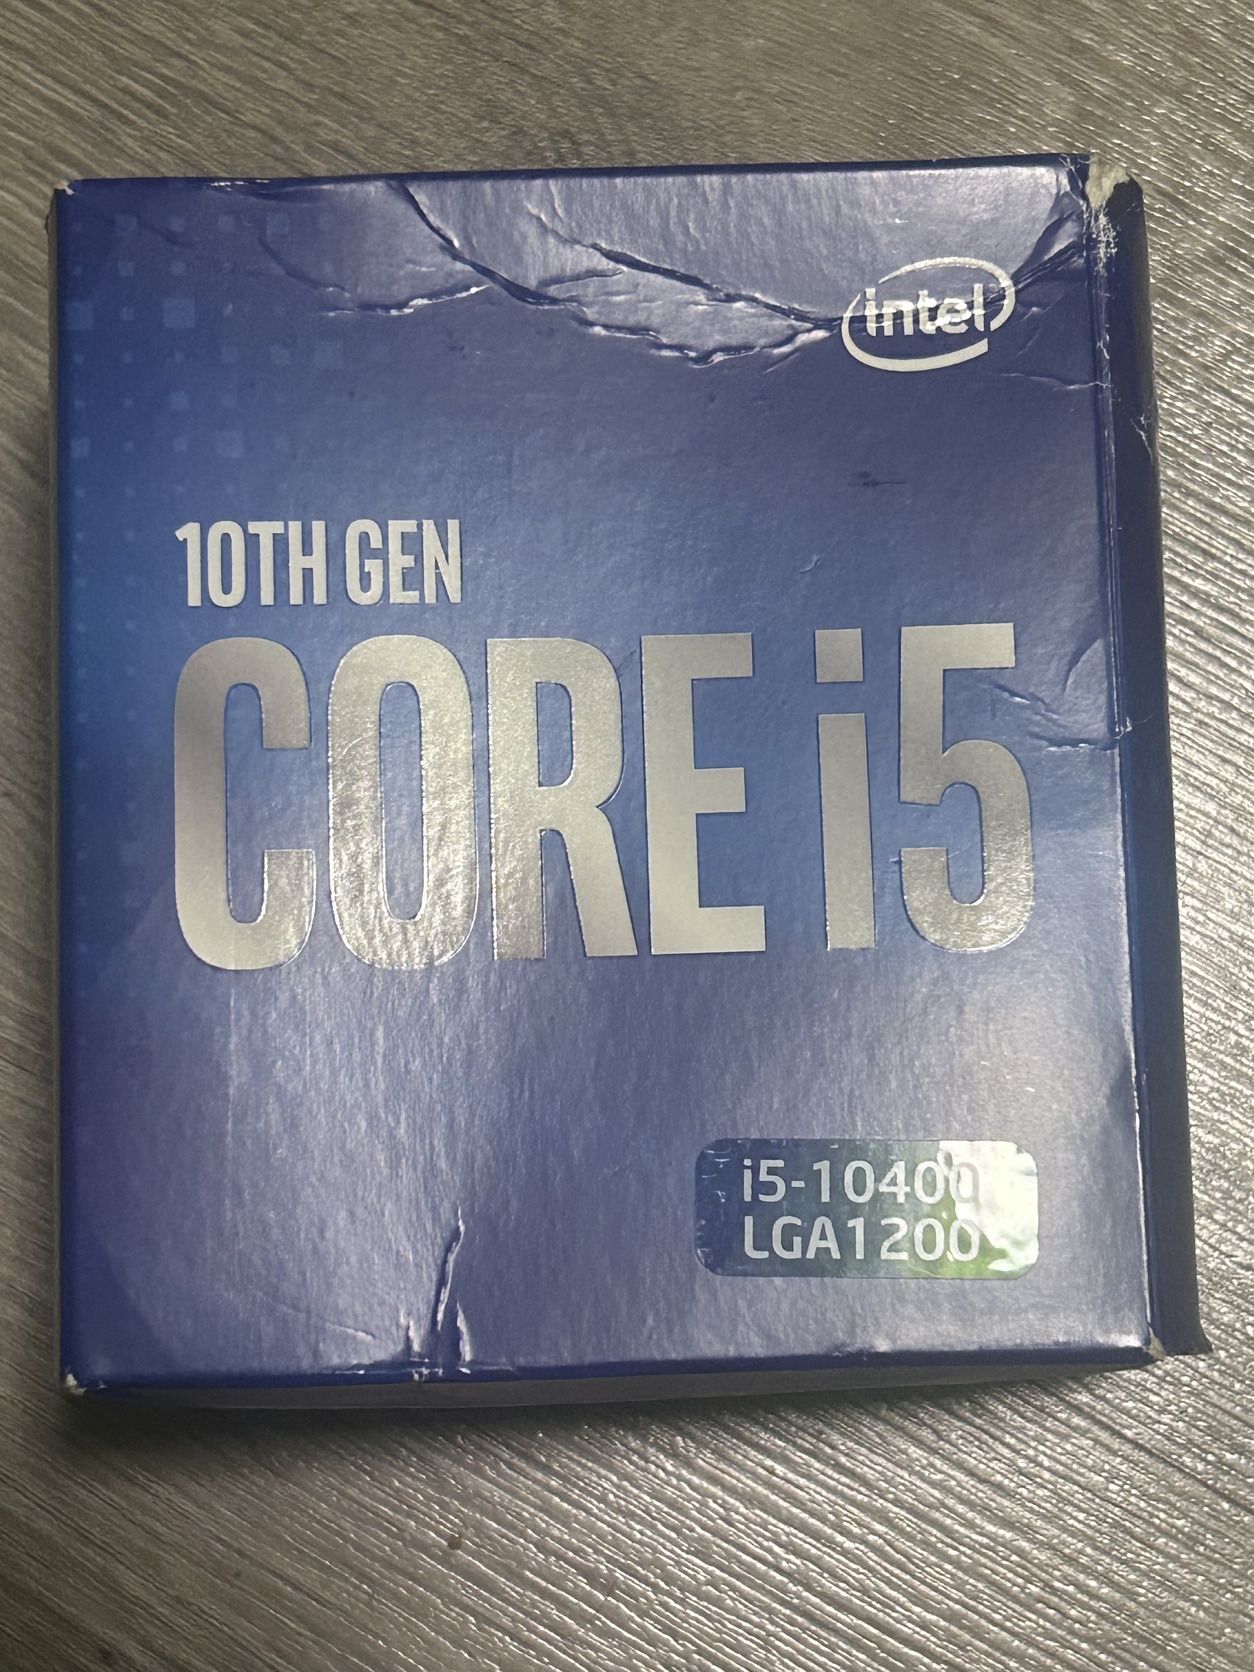 intel
10TH GEN
CORE i5
i5-10400
LGA1200